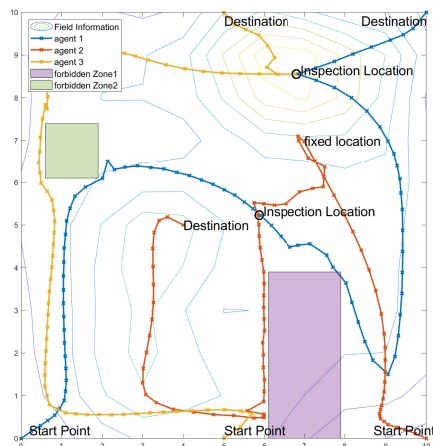 10
9
8
7
6
5
4
3
2
1
0
Field Information
agent 1
agent 2
agent 3
forbidden Zone1
forbidden Zone2
Destination
Destination
Inspection Location
fixed location
Inspection Location
Destination
Start Point
Start Point
Start Point
0
1
2
3
4
5
6
7
8
9
10